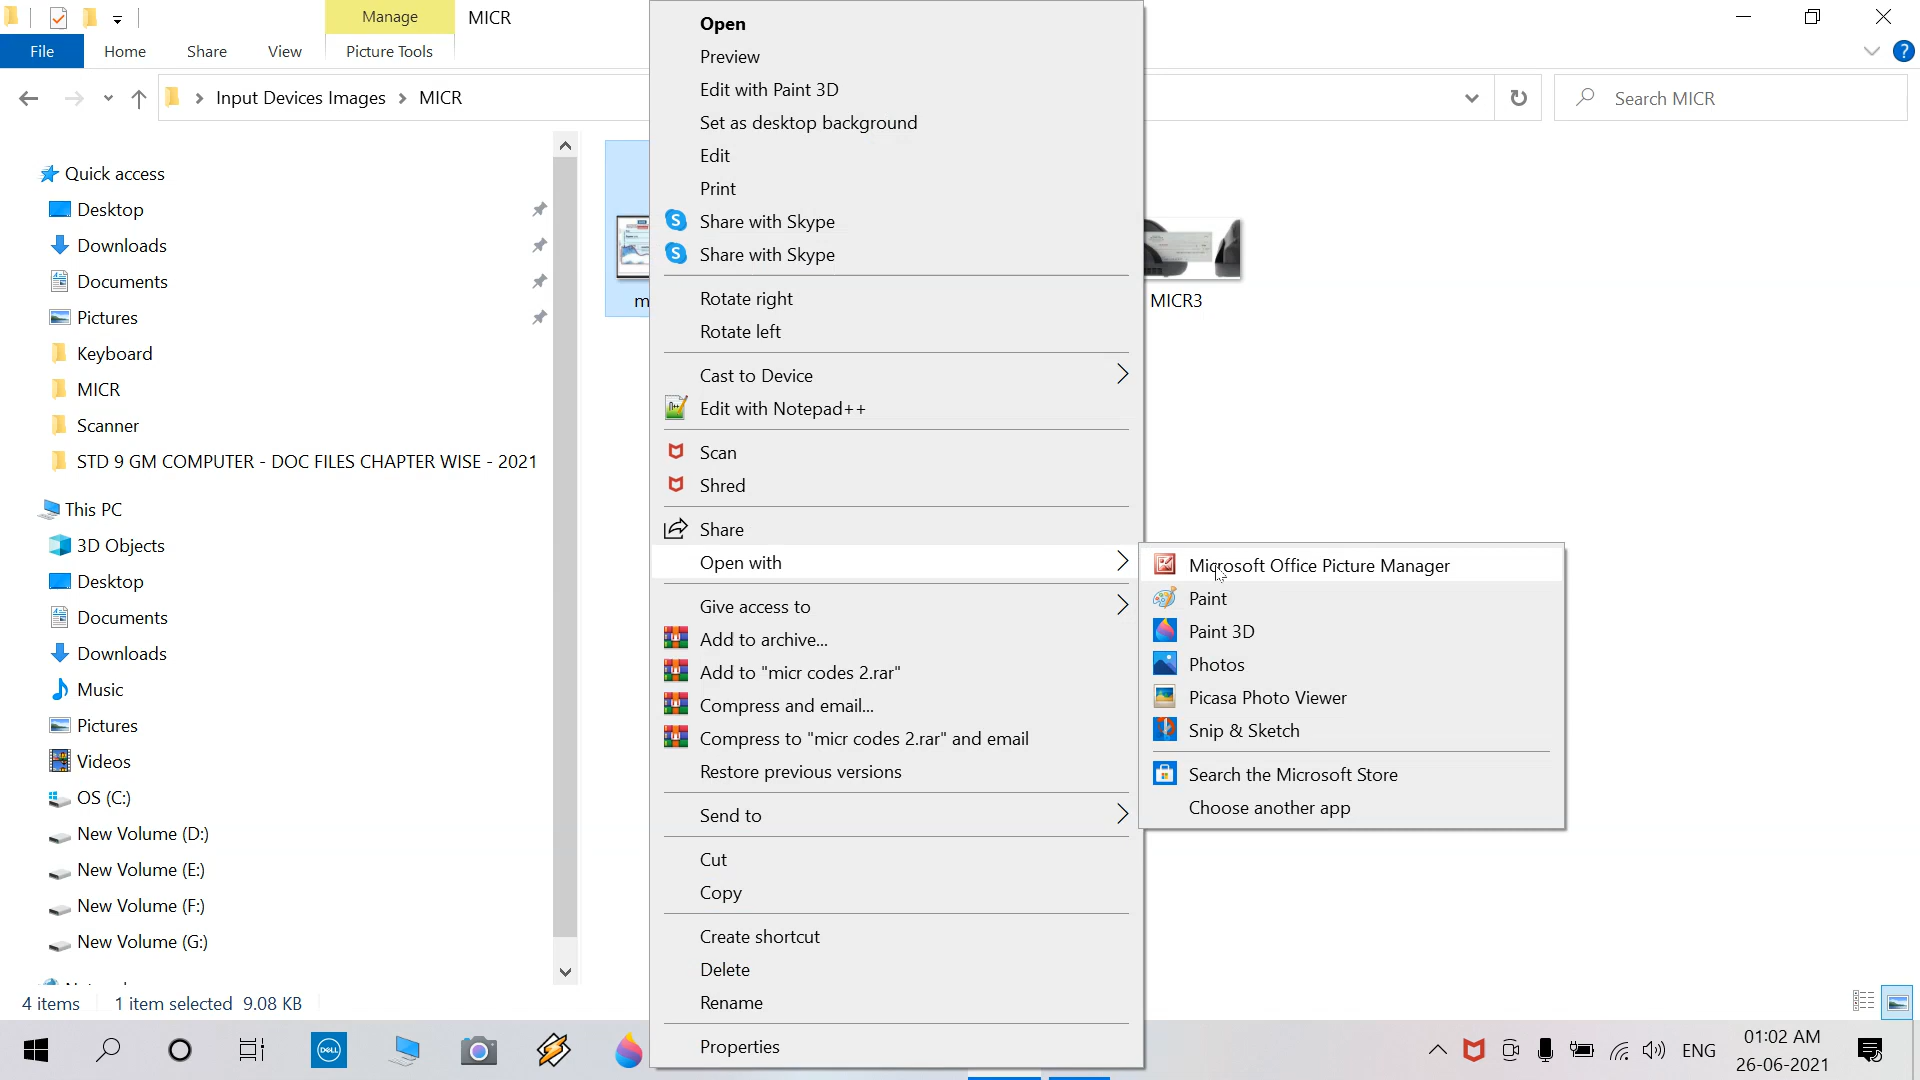 Manage
MICR
File
Home
Share
View
Picture Tools
Input Devices Images
MICR
Search MICR
Quick access
Desktop
Downloads
Documents
Pictures
Keyboard
MICR
Scanner
STD 9 GM COMPUTER - DOC FILES CHAPTER WISE - 2021
This PC
3D Objects
Desktop
Documents
Downloads
Music
Pictures
Videos
OS (C:)
New Volume (D:)
New Volume (E:)
New Volume (F:)
New Volume (G:)
4 items
1 item selected 9.08 KB
MICR3
Open
Preview
Edit with Paint 3D
Set as desktop background
Edit
Print
Share with Skype
Share with Skype
Rotate right
Rotate left
Cast to Device
Edit with Notepad++
Scan
Shred
Share
Open with
Give access to
Add to archive...
Add to "micr codes 2.rar"
Compress and email...
Compress to "micr codes 2.rar" and email
Restore previous versions
Send to
Cut
Copy
Create shortcut
Delete
Rename
Properties
Microsoft Office Picture Manager
Paint
Paint 3D
Photos
Picasa Photo Viewer
Snip & Sketch
Search the Microsoft Store
Choose another app
DELL
ENG
01:02 AM
26-06-2021